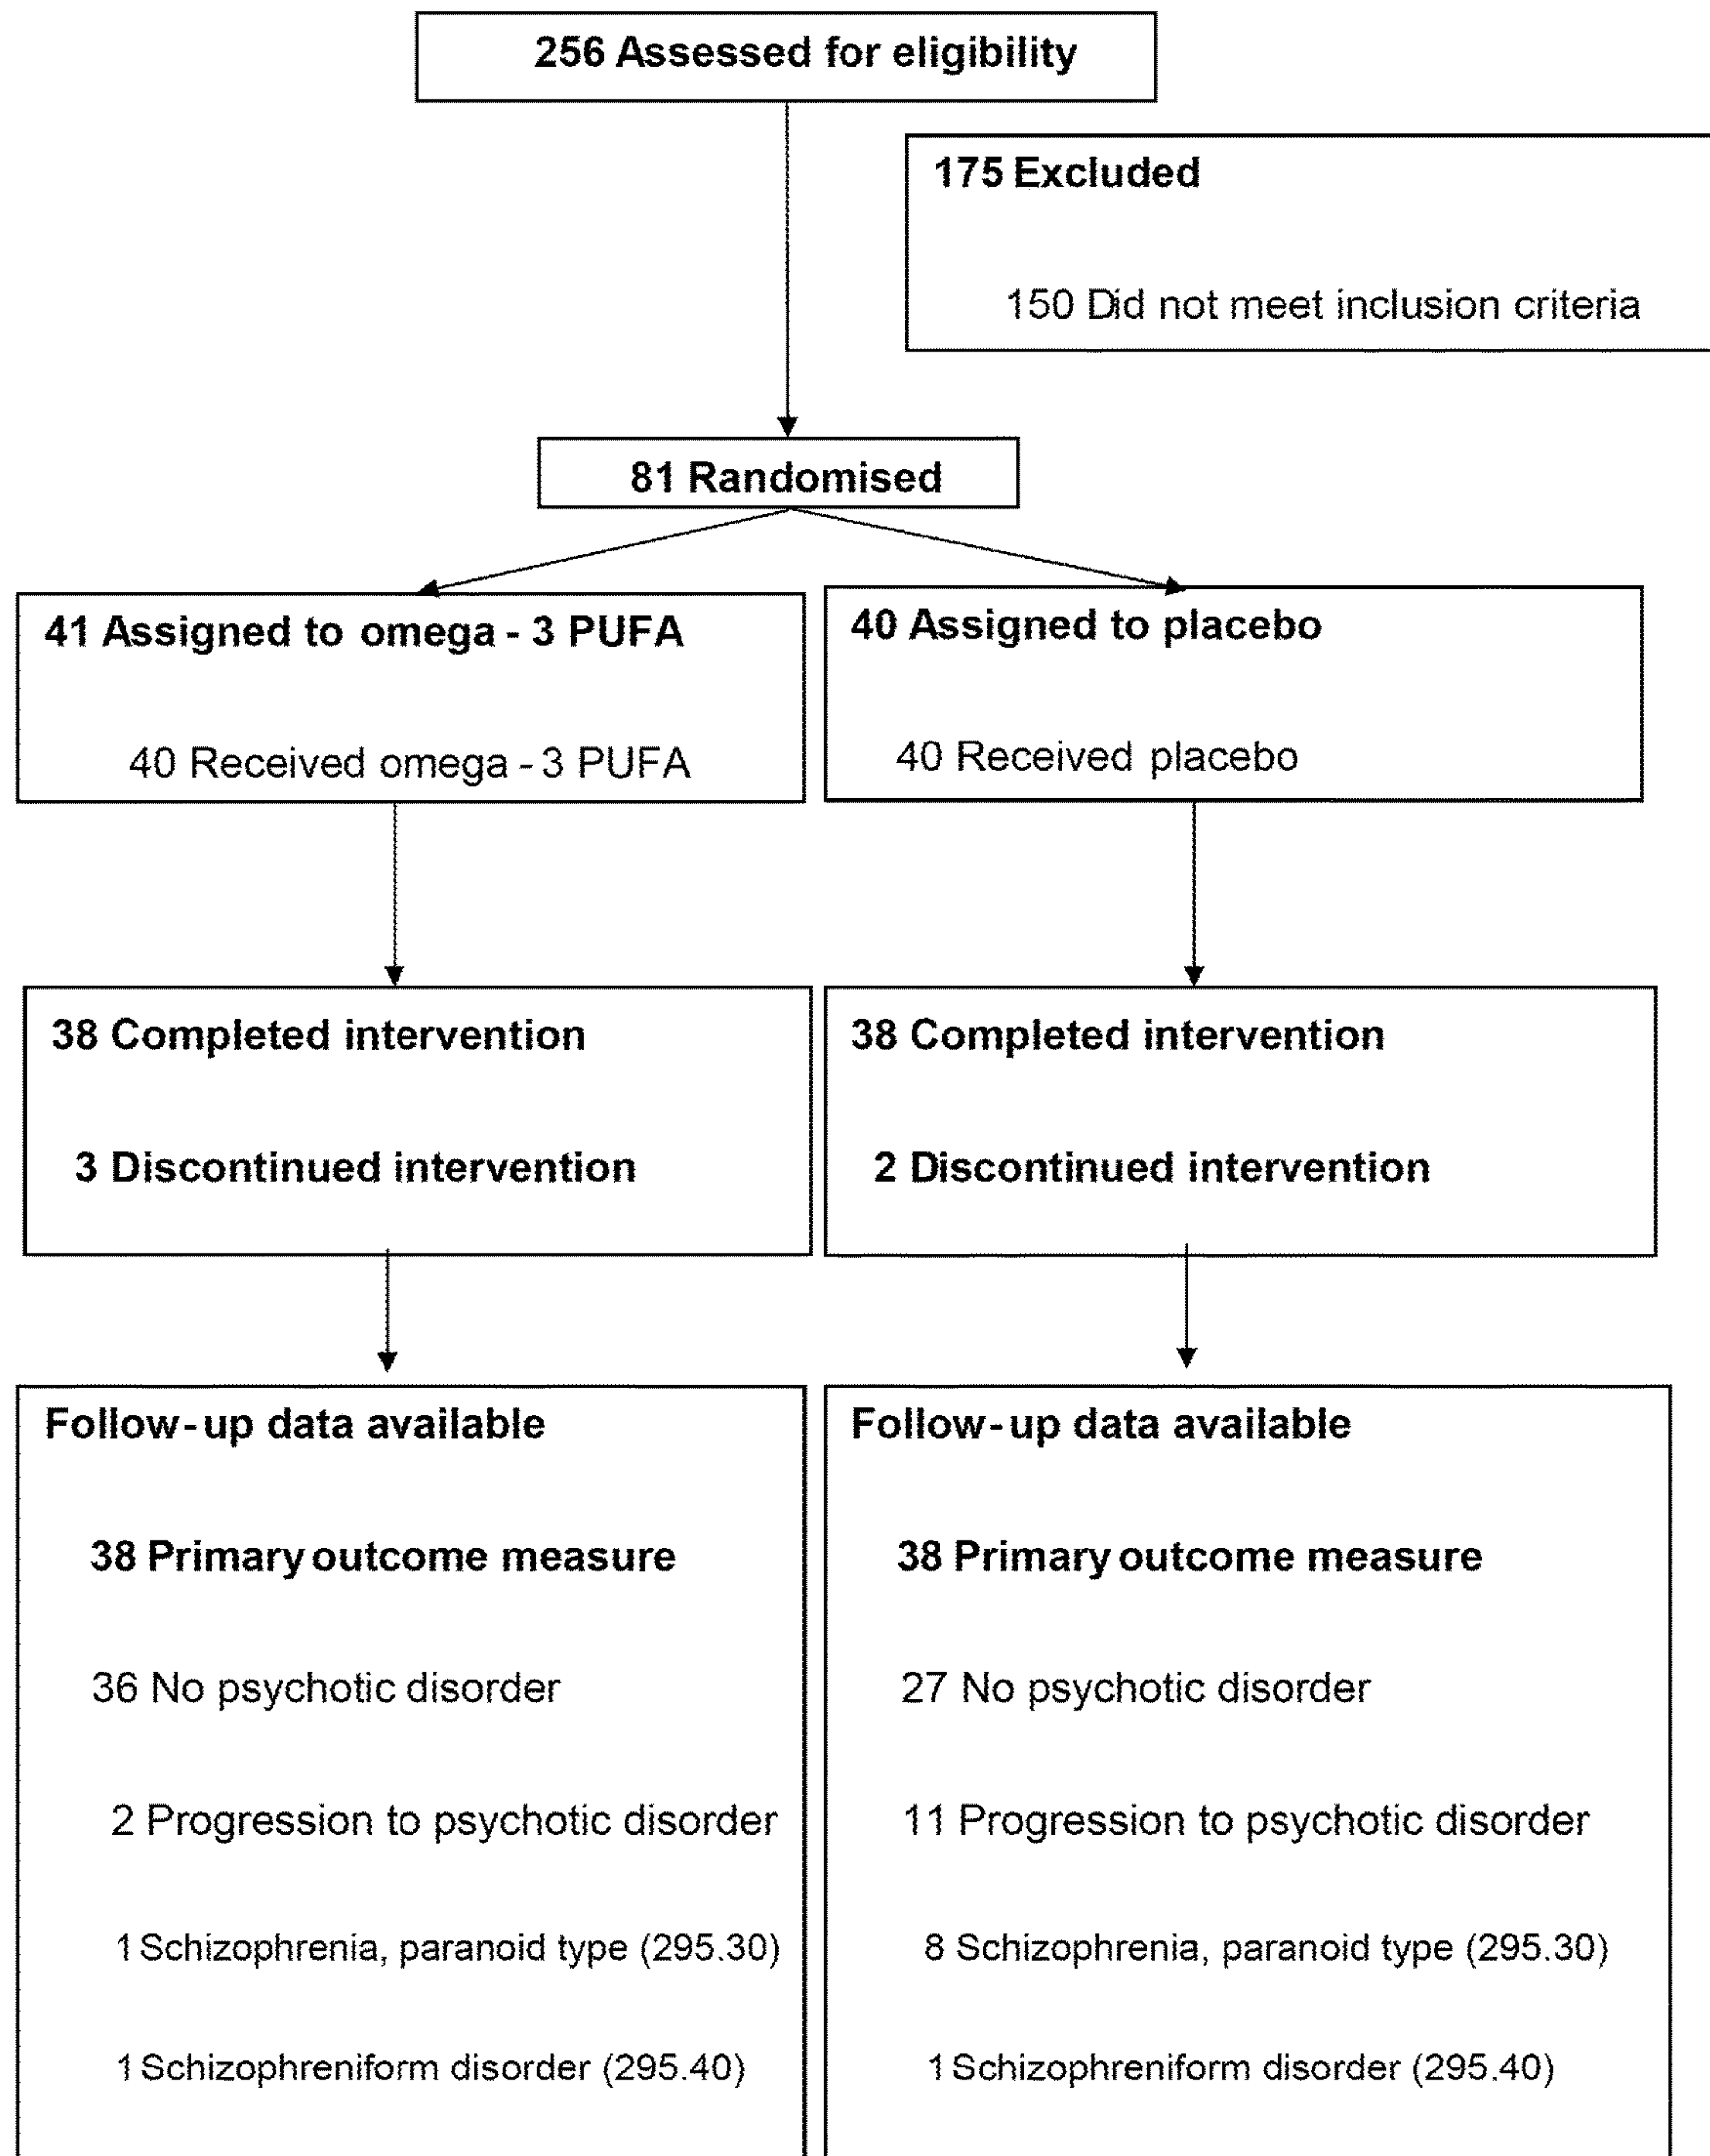 256 Assessed for eligibility
175 Excluded
150 Did not meet inclusion criteria
81 Randomised
41 Assigned to omega - 3 PUFA
40 Received omega - 3 PUFA
40 Assigned to placebo
40 Received placebo
38 Completed intervention
3 Discontinued intervention
38 Completed intervention
2 Discontinued intervention
Follow-up data available
38 Primary outcome measure
36 No psychotic disorder
2 Progression to psychotic disorder
1 Schizophrenia, paranoid type (295.30)
1 Schizophreniform disorder (295.40)
Follow-up data available
38 Primary outcome measure
27 No psychotic disorder
11 Progression to psychotic disorder
8 Schizophrenia, paranoid type (295.30)
1 Schizophreniform disorder (295.40)